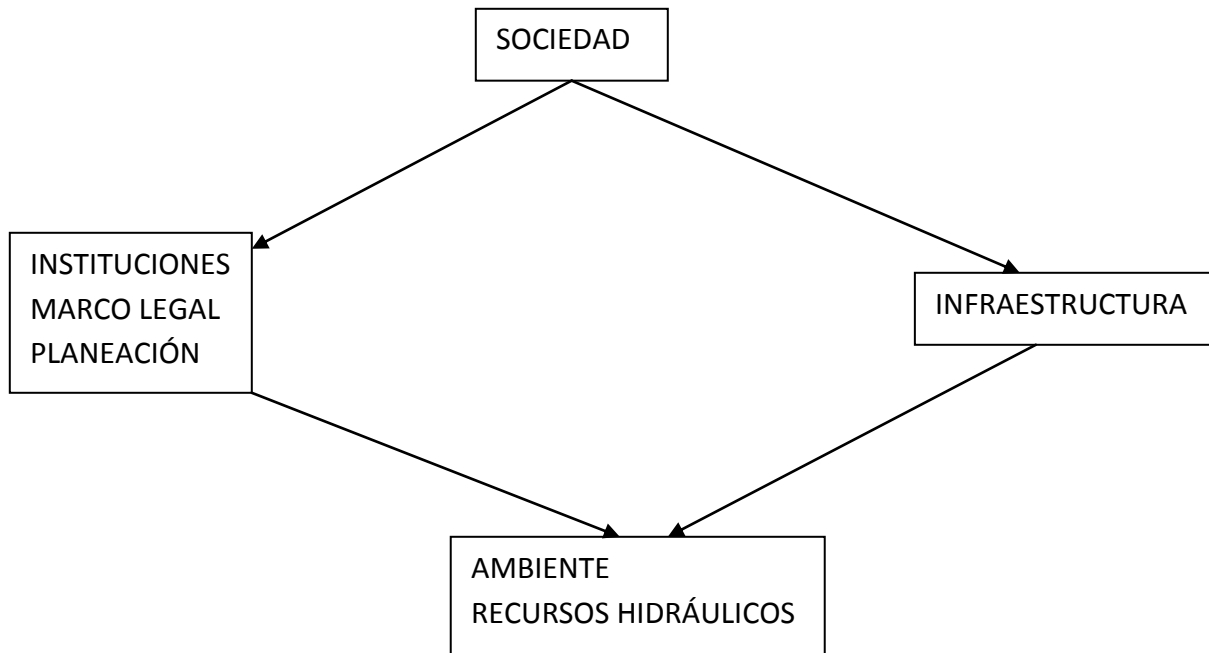 SOCIEDAD
INSTITUCIONES
MARCO LEGAL
PLANEACIÓN
INFRAESTRUCTURA
AMBIENTE
RECURSOS HIDRÁULICOS